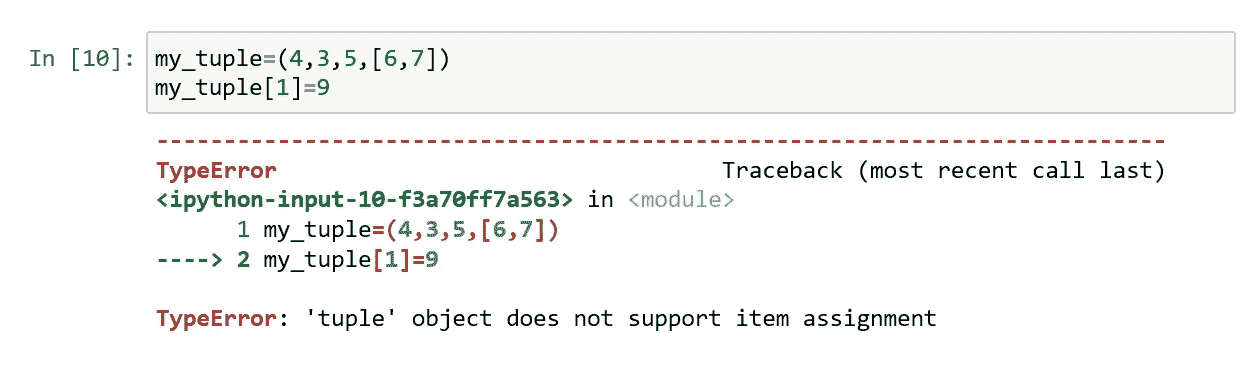 In [10]: my_tuple=(4,3,5,[6,7])
my_tuple[1]=9
---------------------------------------------------------------------------
TypeError                                 Traceback (most recent call last)
<ipython-input-10-f3a70ff7a563> in <module>
      1 my_tuple=(4,3,5,[6,7])
----> 2 my_tuple[1]=9
TypeError: 'tuple' object does not support item assignment